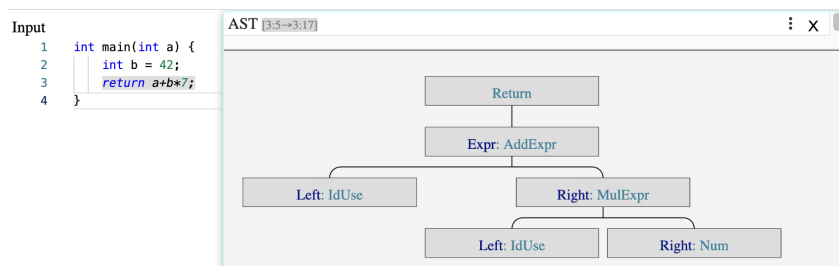 Input
1 int main(int a) {
2 int b = 42;
3 return a+b*7;
4 }
AST [3:5→3:17]
⋮ X
Return
Expr: AddExpr
Left: IdUse Right: MulExpr
Left: IdUse Right: Num